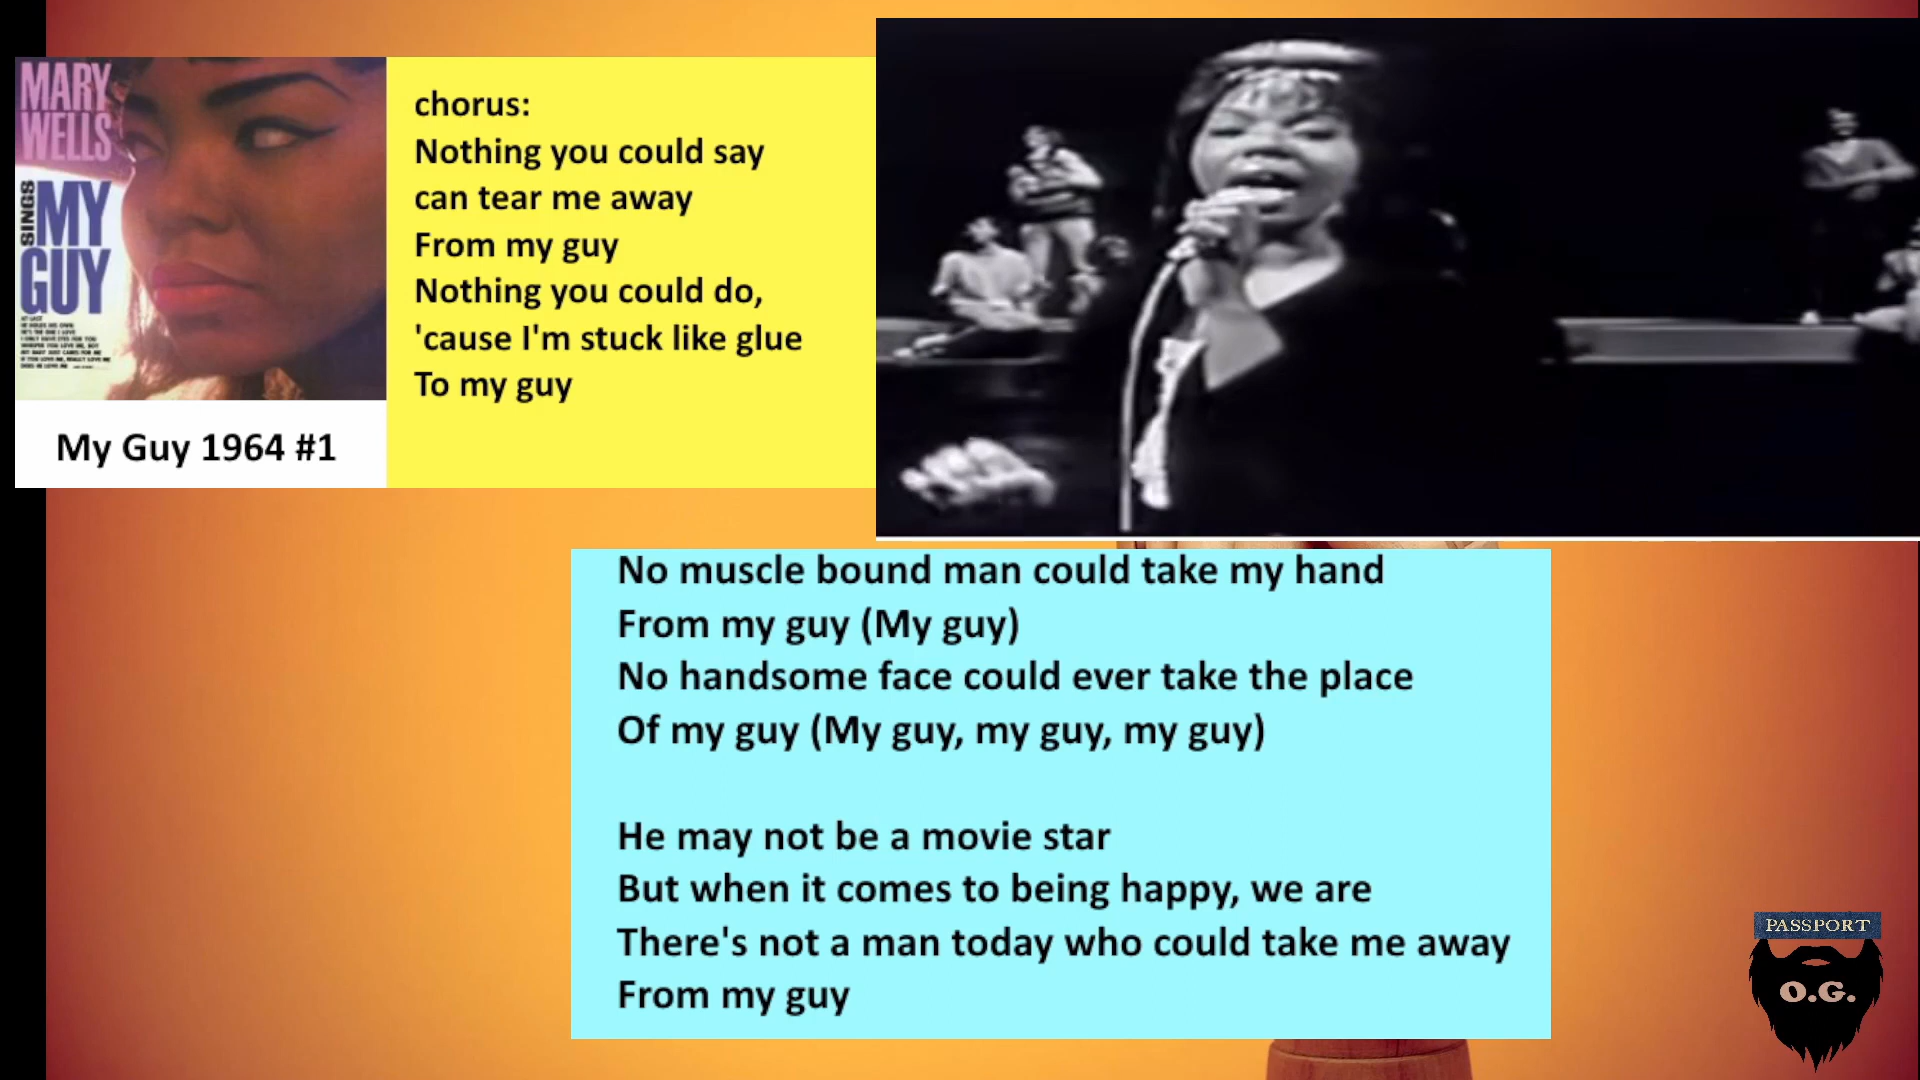 MARY
WELLS
SINGS
MY
GUY
My Guy 1964 #1
chorus:
Nothing you could say
can tear me away
From my guy
Nothing you could do,
'cause I'm stuck like glue
To my guy
No muscle bound man could take my hand
From my guy (My guy)
No handsome face could ever take the place
Of my guy (My guy, my guy, my guy)
He may not be a movie star
But when it comes to being happy, we are
There's not a man today who could take me away
From my guy
PASSPORT
O.G.